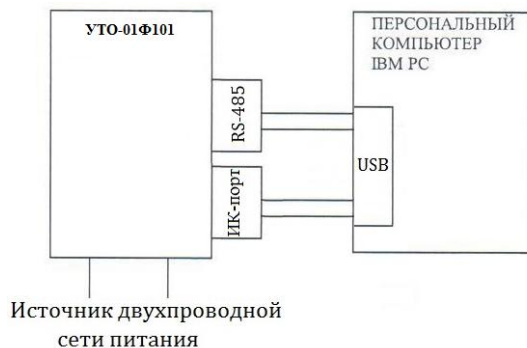 УТО-01Ф101
ПЕРСОНАЛЬНЫЙ
КОМПЬЮТЕР
IBM PC
RS-485
USB
ИК-порт
Источник двухпроводной
сети питания